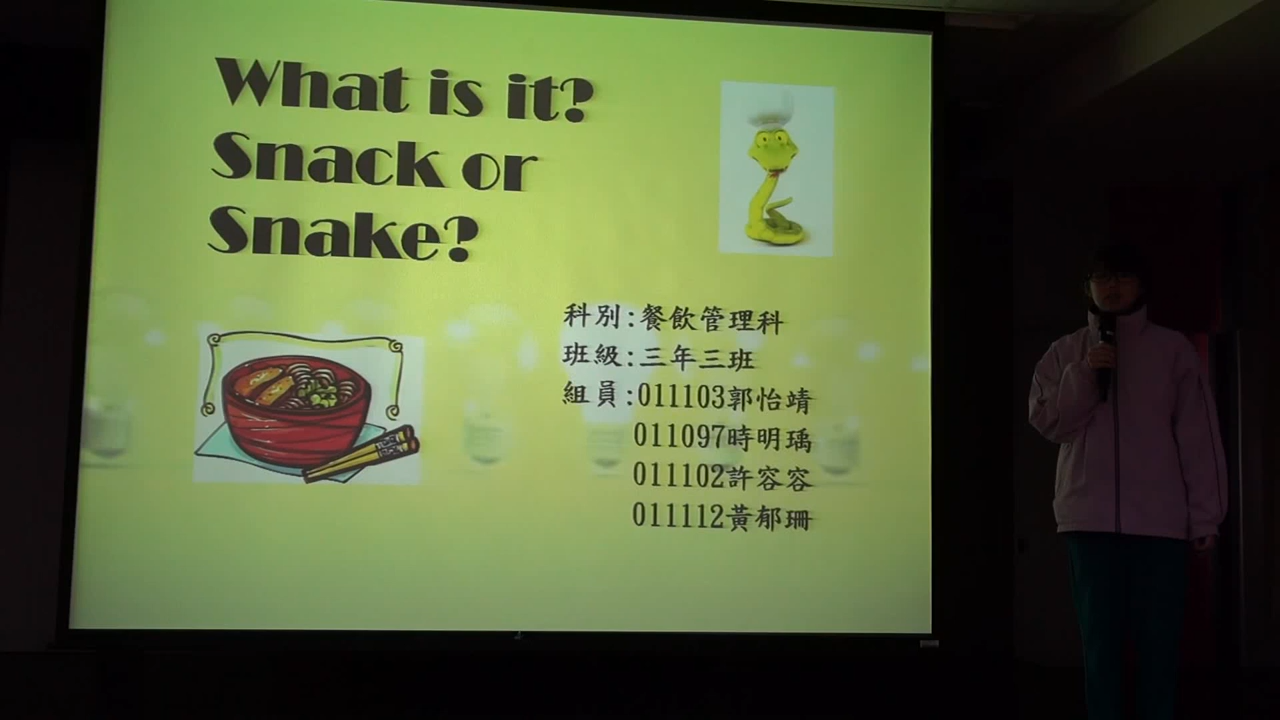 What is it?
Snack or
Snake?
科別:餐飲管理科
班級:三年三班
組員:011103郭怡靖
011097時明瑀
011102許容容
011112黃郁珊